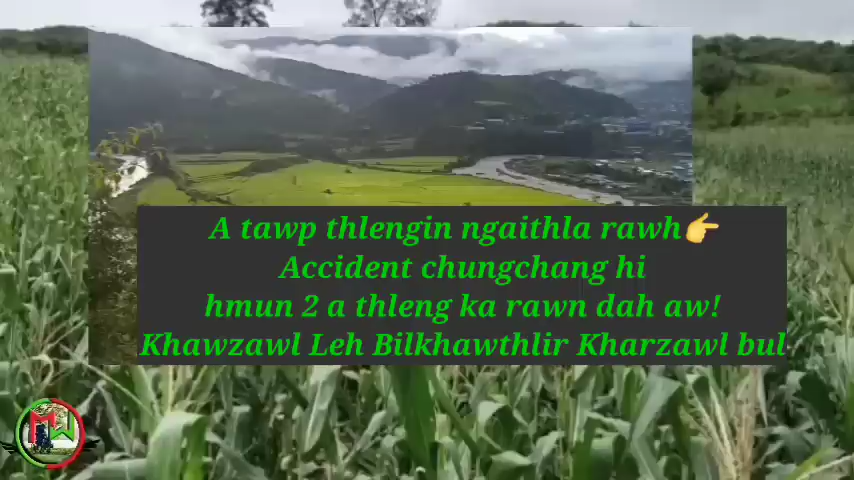 A tawp thlengin ngaithla rawh👉
Accident chungchang hi
hmun 2 a thleng ka rawn dah aw!
Khawzawl Leh Bilkhawthlir Kharzawl bul